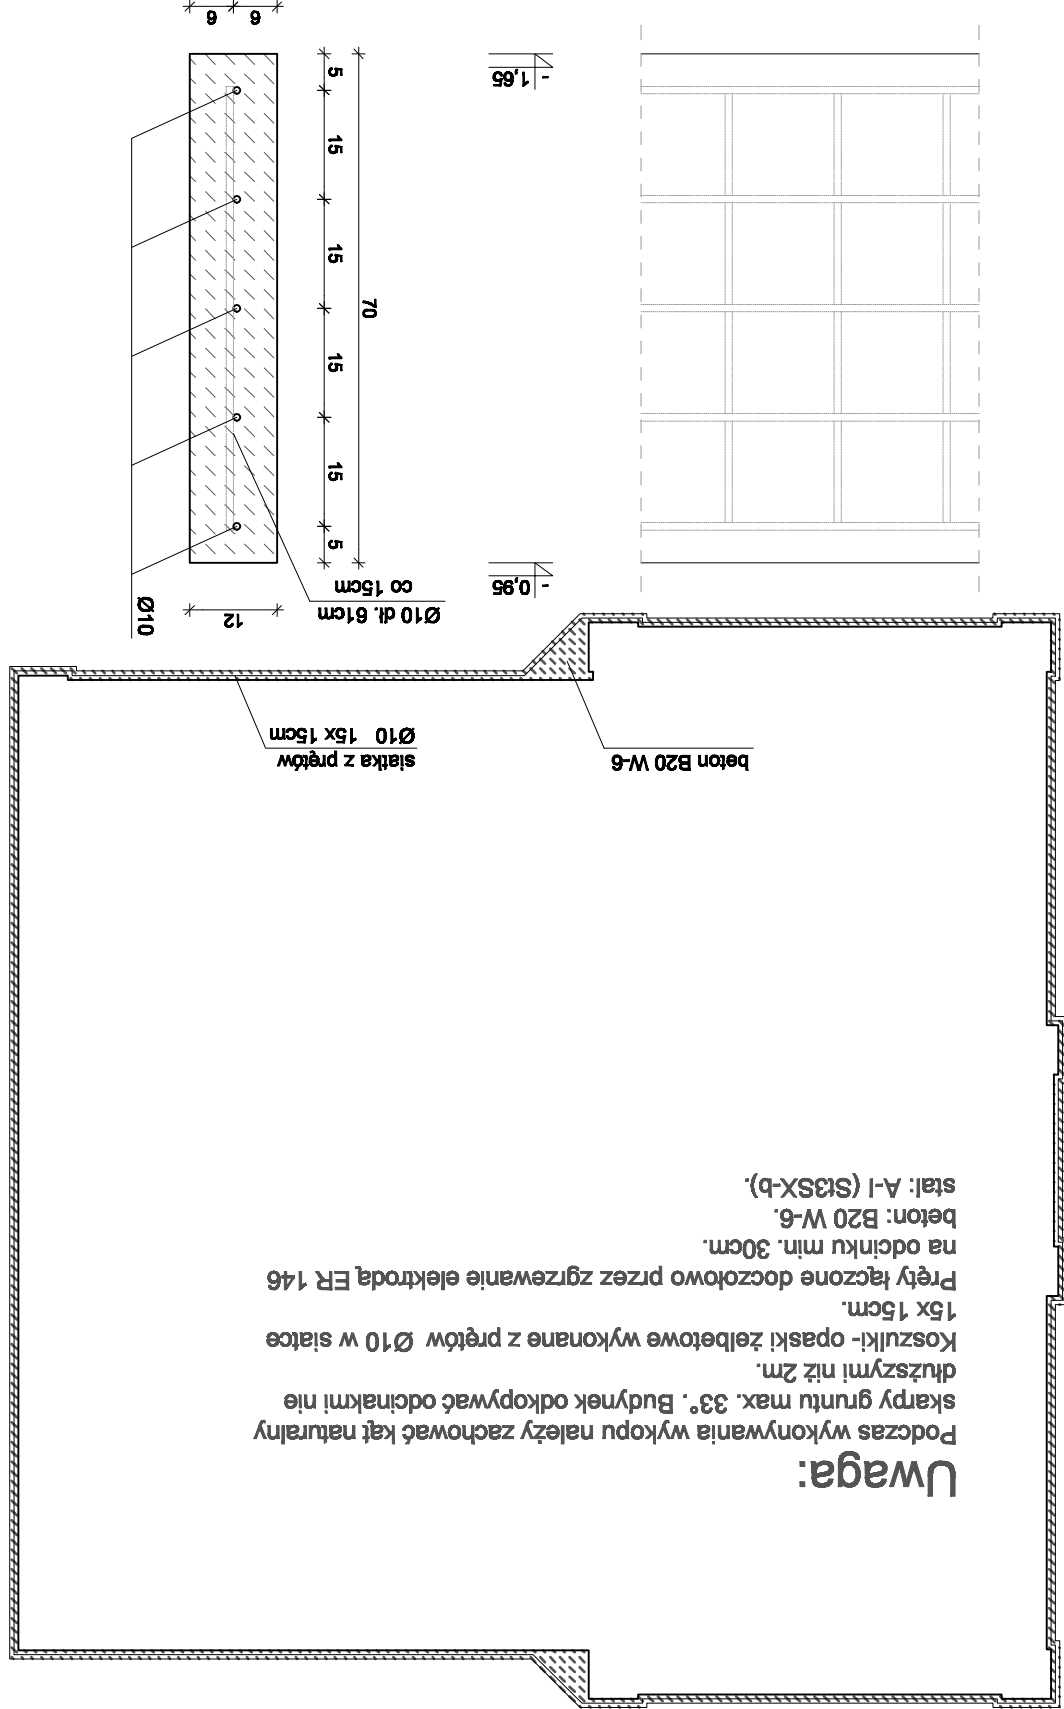 Uwaga:
Podczas wykonywania wykopu należy zachować kąt naturalny
skarpy gruntu max. 33°. Budynek odkopywać odcinakmi nie
dłuższymi niż 2m.
Koszulki- opaski żelbetowe wykonane z prętów Ø10 w siatce
15x 15cm.
Pręty łączone doczołowo przez zgrzewanie elektrodą ER 146
na odcinku min. 30cm.
beton: B20 W-6.
stal: A-I (St3SX-b).
beton B20 W-6
siatka z prętów
Ø10 15x 15cm
Ø10 dł. 61cm
co 15cm
12
Ø10
- 0,95
5
15
15
70
15
15
5
- 1,65
6
6